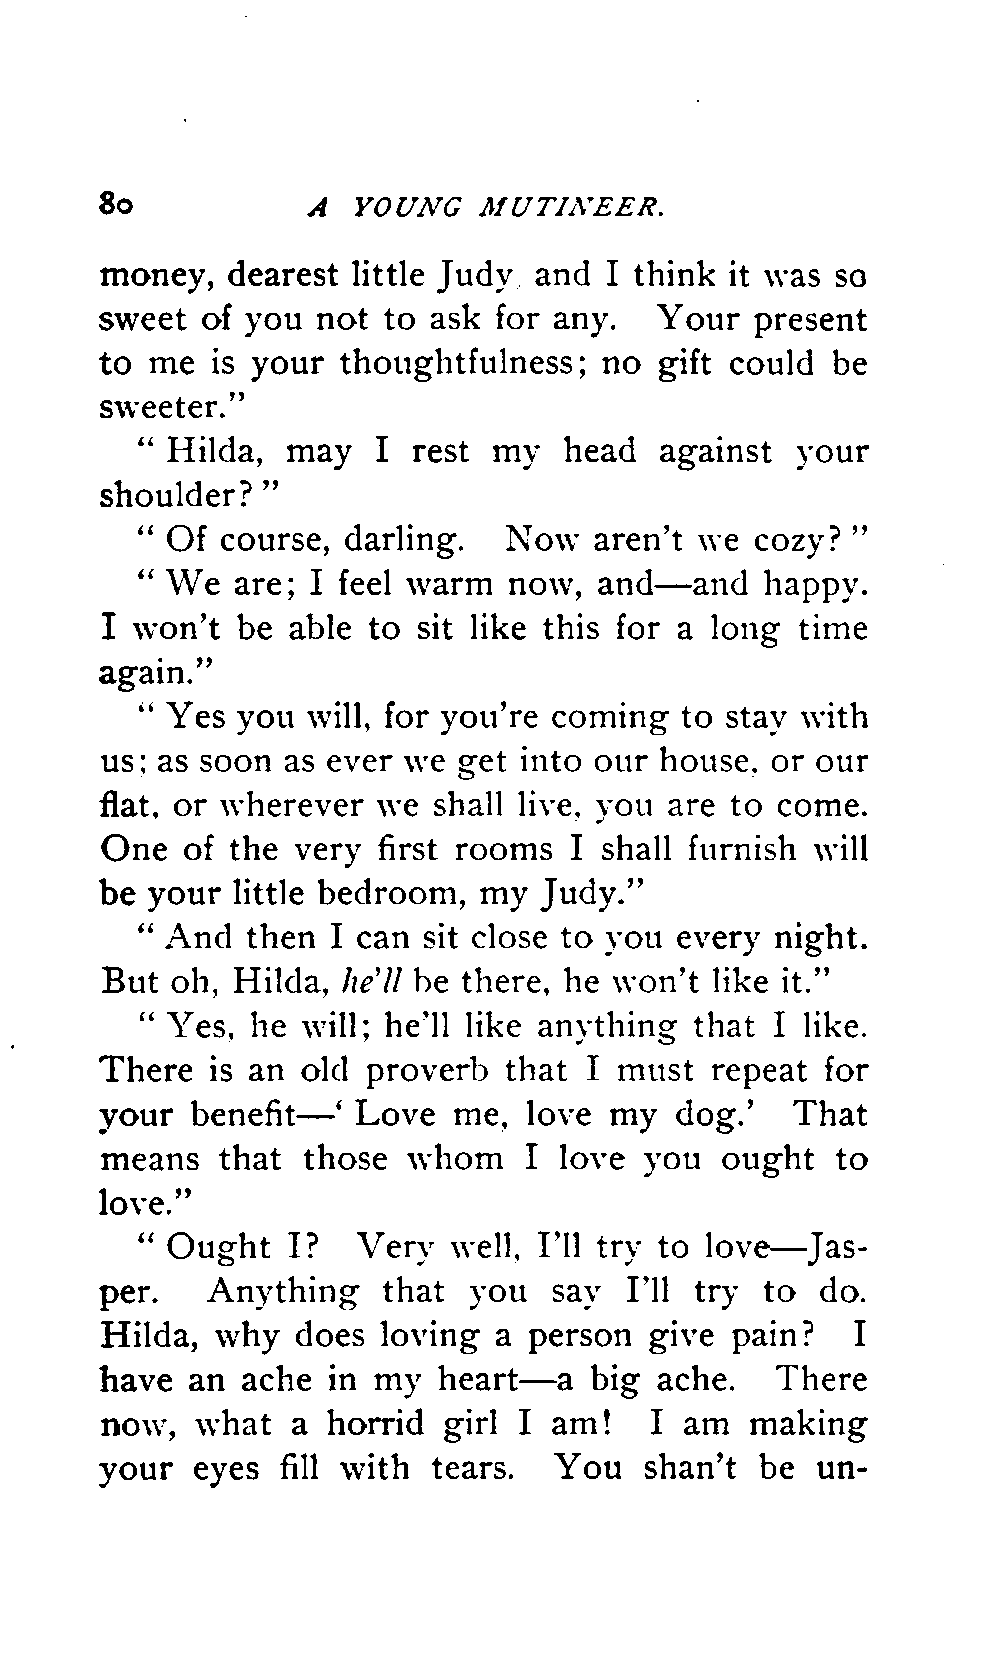 80 A YOUNG MUTINEER.
money, dearest little Judy, and I think it was so
sweet of you not to ask for any. Your present
to me is your thoughtfulness; no gift could be
sweeter."
" Hilda, may I rest my head against your
shoulder? "
" Of course, darling. Now aren't we cozy? "
" We are; I feel warm now, and—and happy.
I won't be able to sit like this for a long time
again."
" Yes you will, for you're coming to stay with
us; as soon as ever we get into our house, or our
flat, or wherever we shall live, you are to come.
One of the very first rooms I shall furnish will
be your little bedroom, my Judy."
" And then I can sit close to you every night.
But oh, Hilda, he'll be there, he won't like it."
" Yes, he will; he'll like anything that I like.
There is an old proverb that I must repeat for
your benefit—' Love me, love my dog.' That
means that those whom I love you ought to
love."
" Ought I? Very well, I'll try to love—Jas-
per. Anything that you say I'll try to do.
Hilda, why does loving a person give pain? I
have an ache in my heart—a big ache. There
now, what a horrid girl I am! I am making
your eyes fill with tears. You shan't be un-